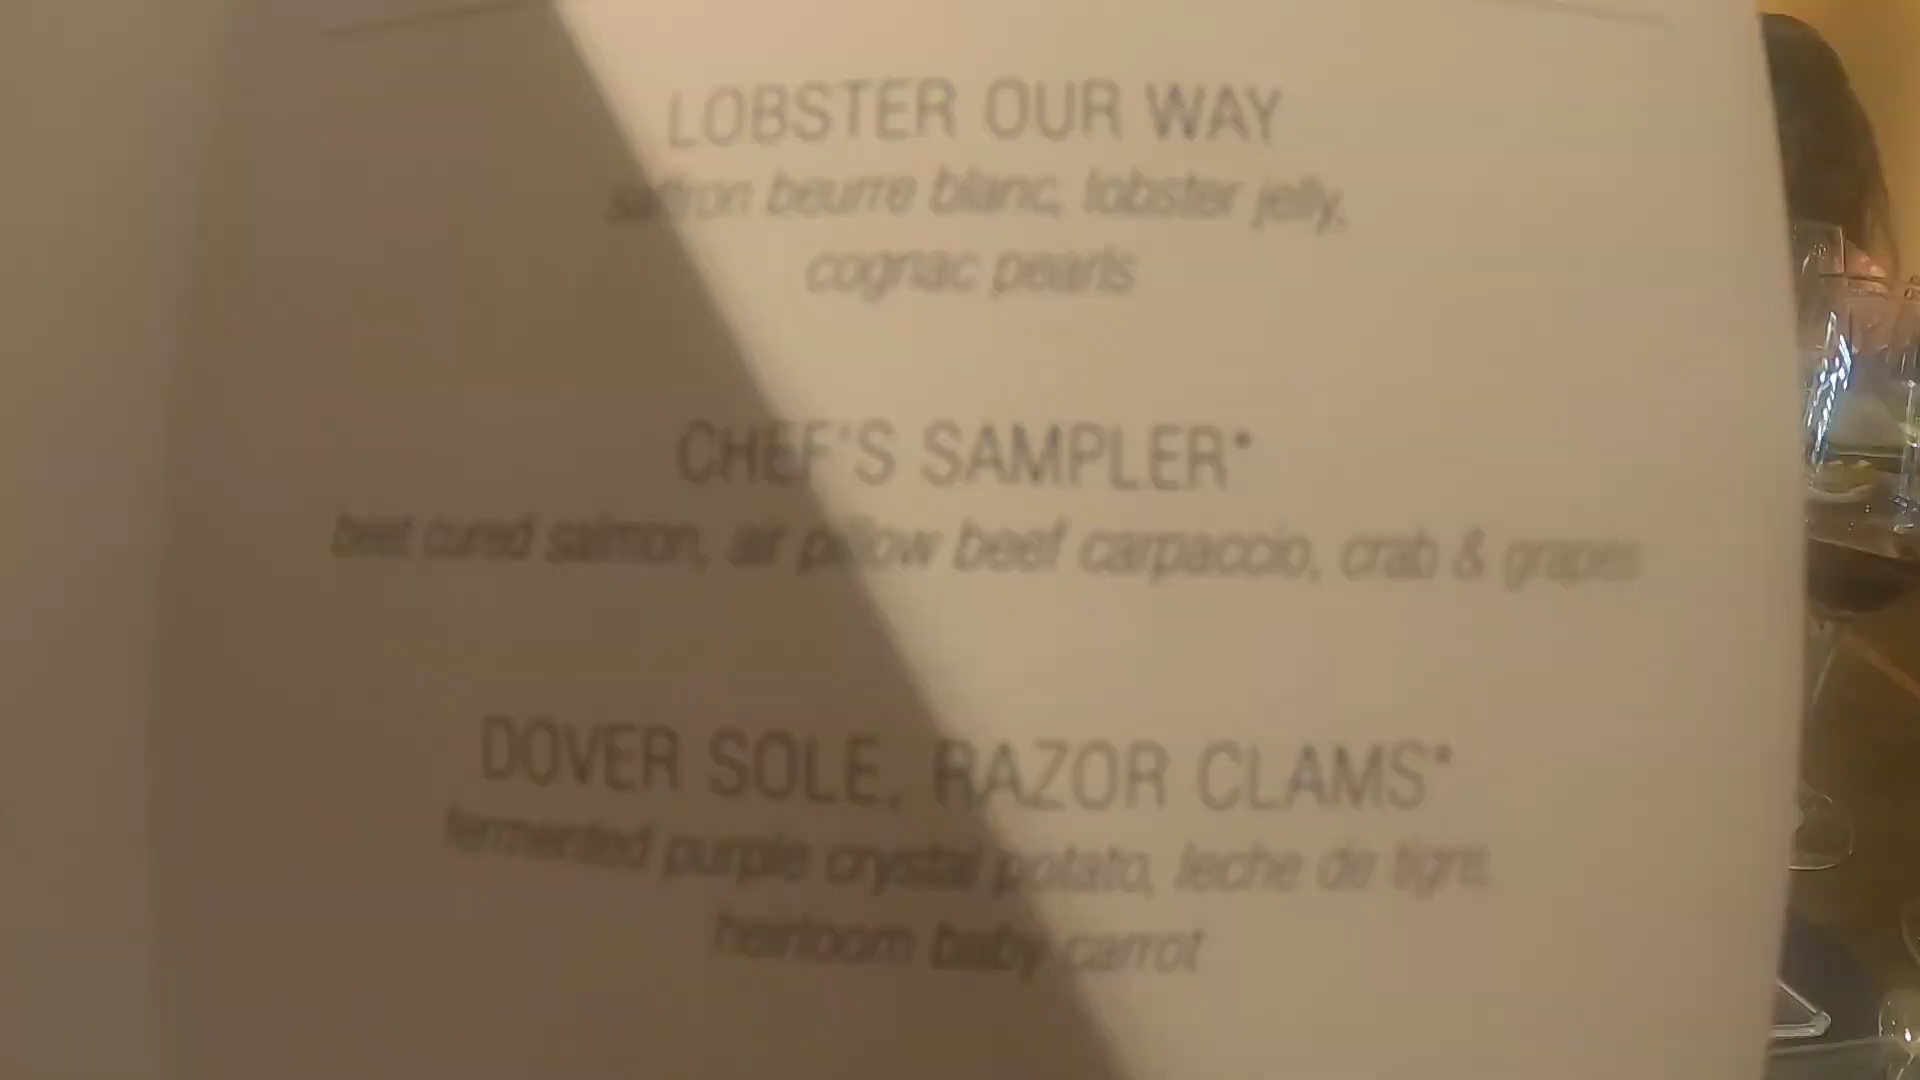 LOBSTER OUR WAY
saffron beurre blanc, lobster jelly,
cognac pearls
CHEF'S SAMPLER*
beet cured salmon, air pillow beef carpaccio, crab & grapes
DOVER SOLE, RAZOR CLAMS*
fermented purple crystal potato, leche de tigre,
heirloom baby carrot